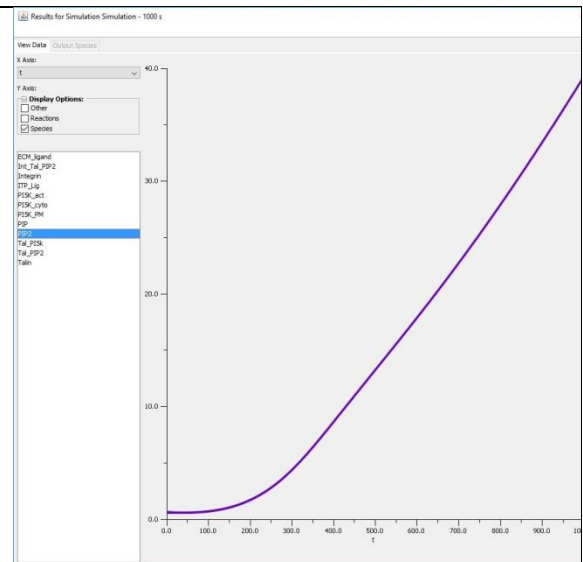 Results for Simulation Simulation - 1000 s
View Data Output Species
X Axis:
t
Y Axis:
Display Options:
Other
Reactions
Species
ECM_ligand
Int_Tal_PIP2
Integrin
ITP_Lig
PI5K_act
PI5K_cyto
PI5K_PM
PIP
PIP2
Tal_PI5k
Tal_PIP2
Talin
40.0
30.0
20.0
10.0
0.0
0.0 100.0 200.0 300.0 400.0 500.0 600.0 700.0 800.0 900.0 10
t